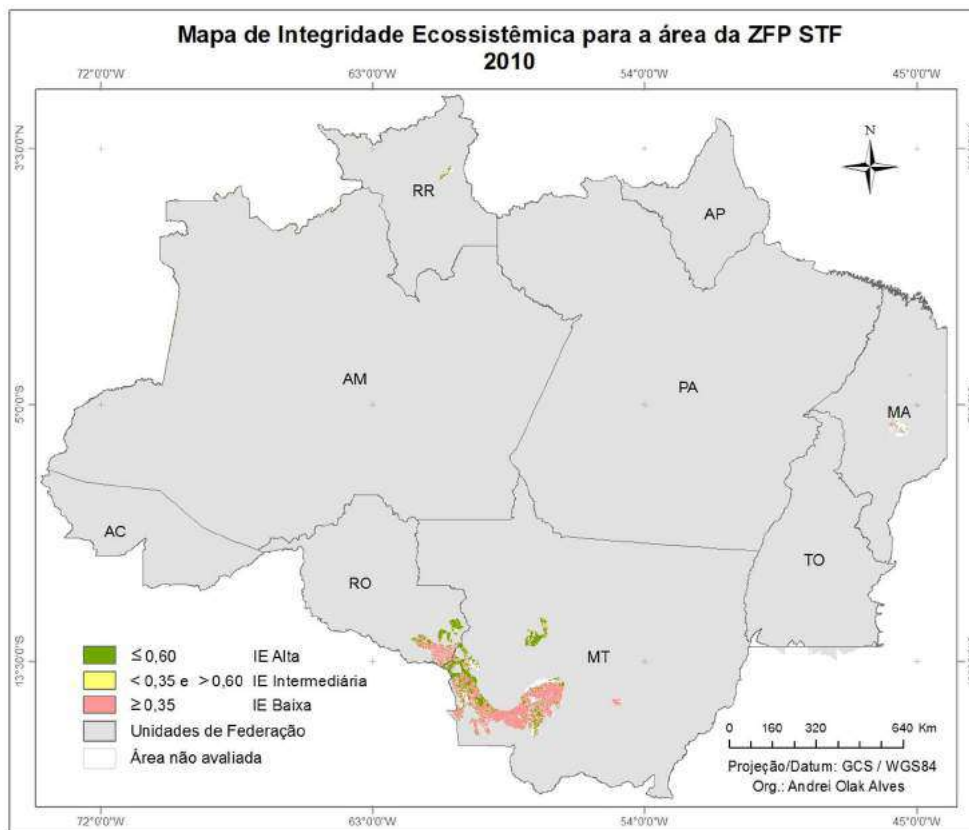 Mapa de Integridade Ecossistêmica para a área da ZFP STF
2010
72°0'0"W 63°0'0"W 54°0'0"W 45°0'0"W
3°30'0"N
N
RR
AP
AM
PA
MA
5°0'0"S
AC
TO
RO
MT
13°30'0"S
≤ 0,60 IE Alta
< 0,35 e > 0,60 IE Intermediária
≥ 0,35 IE Baixa
Unidades de Federação
Área não avaliada
0 160 320 640 Km
Projeção/Datum: GCS / WGS84
Org.: Andrei Olak Alves
72°0'0"W 63°0'0"W 54°0'0"W 45°0'0"W